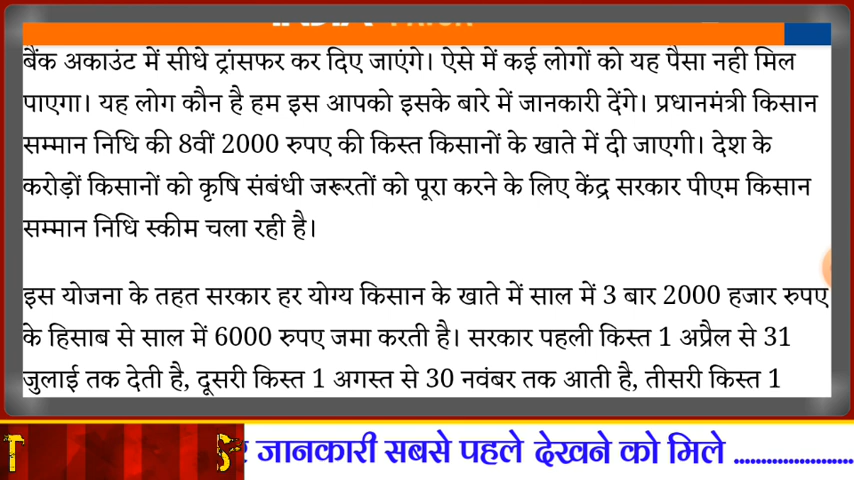 बैंक अकाउंट में सीधे ट्रांसफर कर दिए जाएंगे। ऐसे में कई लोगों को यह पैसा नही मिल
पाएगा। यह लोग कौन है हम इस आपको इसके बारे में जानकारी देंगे। प्रधानमंत्री किसान
सम्मान निधि की 8वीं 2000 रुपए की किस्त किसानों के खाते में दी जाएगी। देश के
करोड़ों किसानों को कृषि संबंधी जरूरतों को पूरा करने के लिए केंद्र सरकार पीएम किसान
सम्मान निधि स्कीम चला रही है।
इस योजना के तहत सरकार हर योग्य किसान के खाते में साल में 3 बार 2000 हजार रुपए
के हिसाब से साल में 6000 रुपए जमा करती है। सरकार पहली किस्त 1 अप्रैल से 31
जुलाई तक देती है, दूसरी किस्त 1 अगस्त से 30 नवंबर तक आती है, तीसरी किस्त 1
T S जानकारी सबसे पहले देखने को मिले ......................